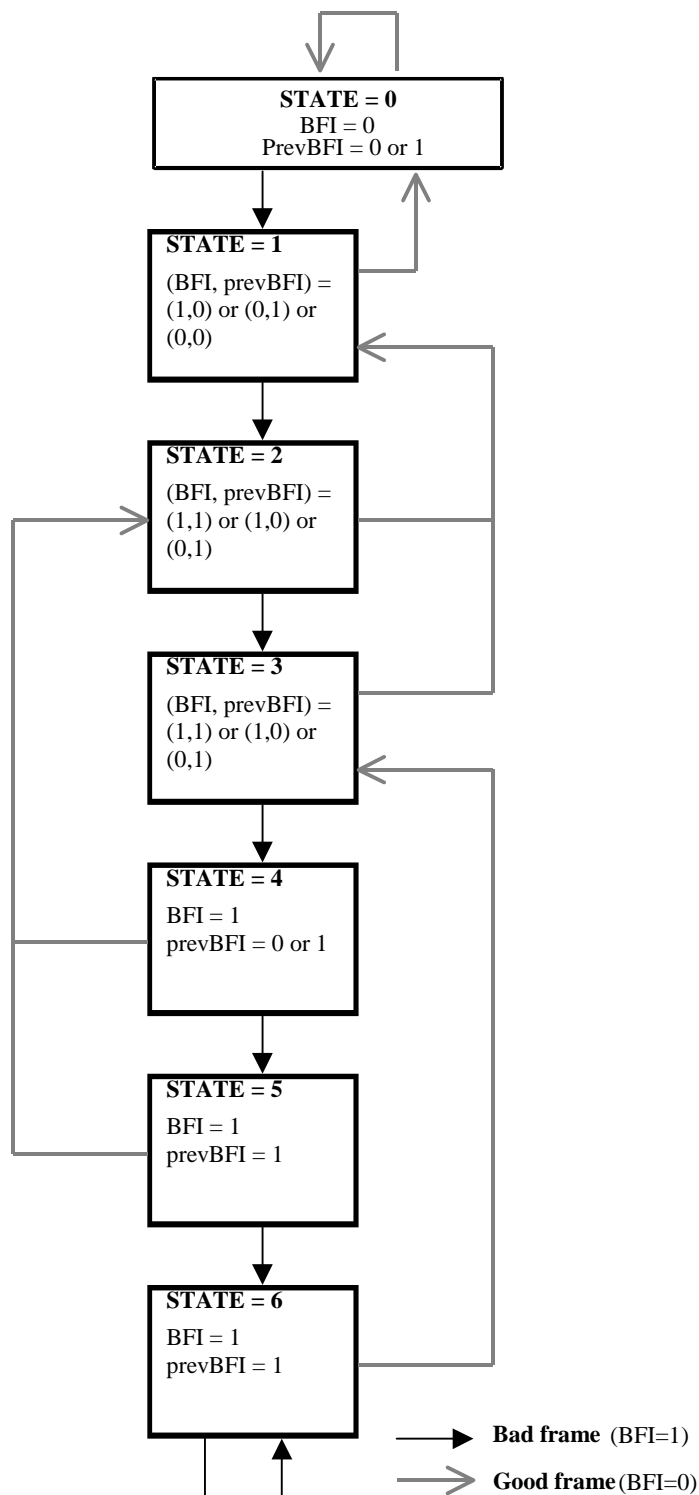 STATE = 0
BFI = 0
PrevBFI = 0 or 1
STATE = 1
(BFI, prevBFI) =
(1,0) or (0,1) or
(0,0)
STATE = 2
(BFI, prevBFI) =
(1,1) or (1,0) or
(0,1)
STATE = 3
(BFI, prevBFI) =
(1,1) or (1,0) or
(0,1)
STATE = 4
BFI = 1
prevBFI = 0 or 1
STATE = 5
BFI = 1
prevBFI = 1
STATE = 6
BFI = 1
prevBFI = 1
Bad frame (BFI=1)
Good frame (BFI=0)